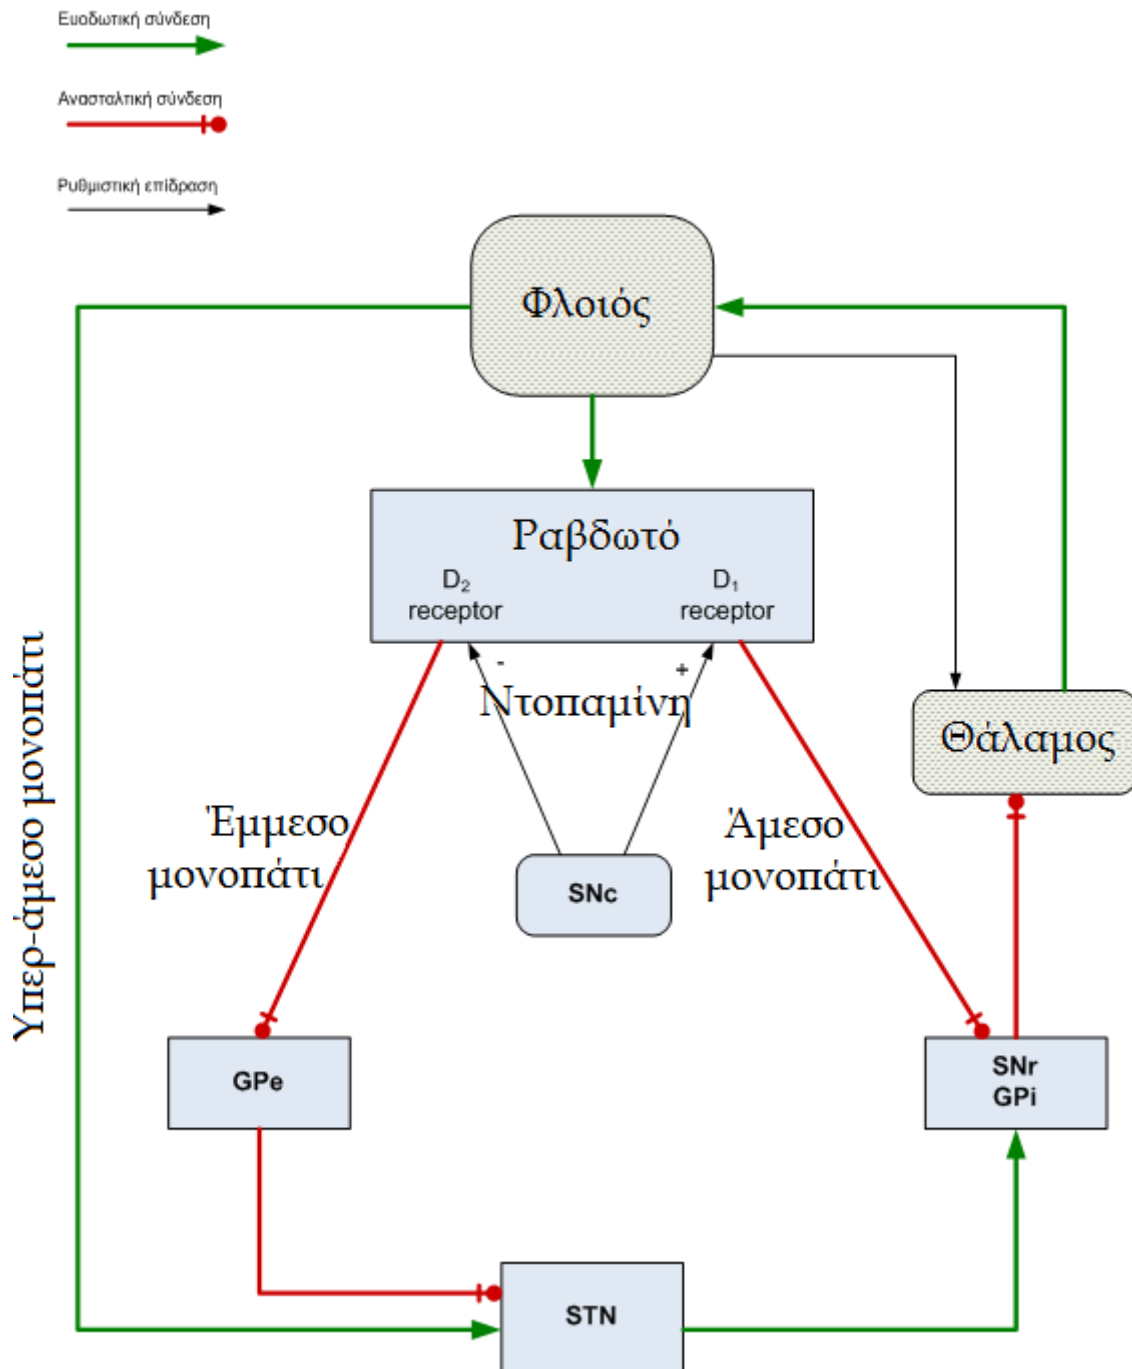 Ευοδωτική σύνδεση
Ανασταλτική σύνδεση
Ρυθμιστική επίδραση
Φλοιός
Ραβδωτό
D₂
receptor
D₁
receptor
-
+
Ντοπαμίνη
Θάλαμος
Υπερ-άμεσο μονοπάτι
Έμμεσο
μονοπάτι
Άμεσο
μονοπάτι
SNc
GPe
SNr
GPi
STN